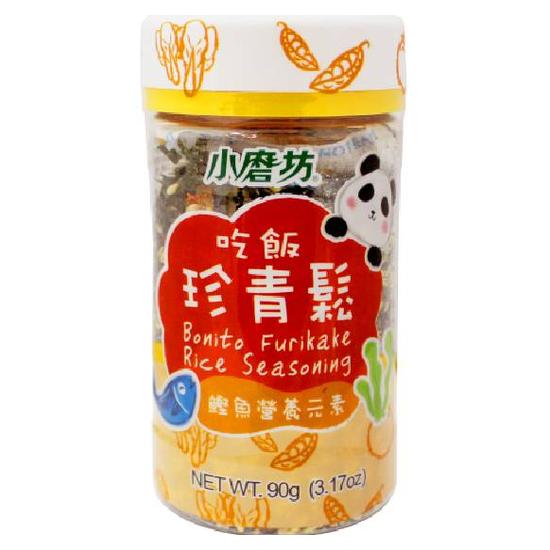 小磨坊
吃飯
珍青鬆
Bonito Furikake
Rice Seasoning
鰹魚營養元素
NET WT. 90g (3.17oz)